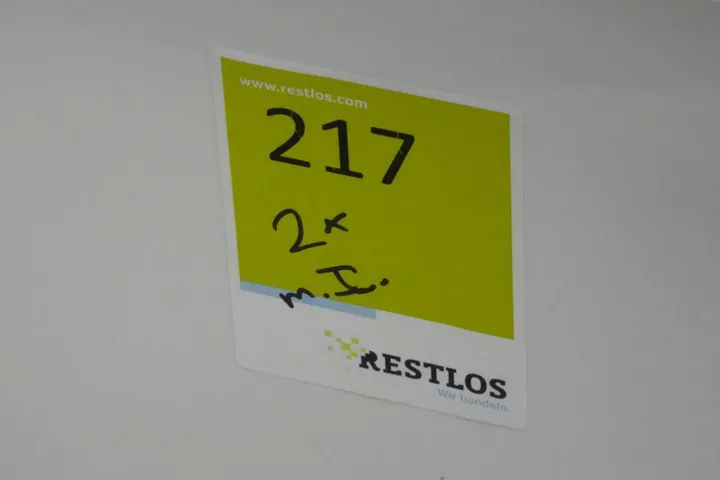 www.restlos.com
217
2x
m. I.
RESTLOS
Wir handeln.